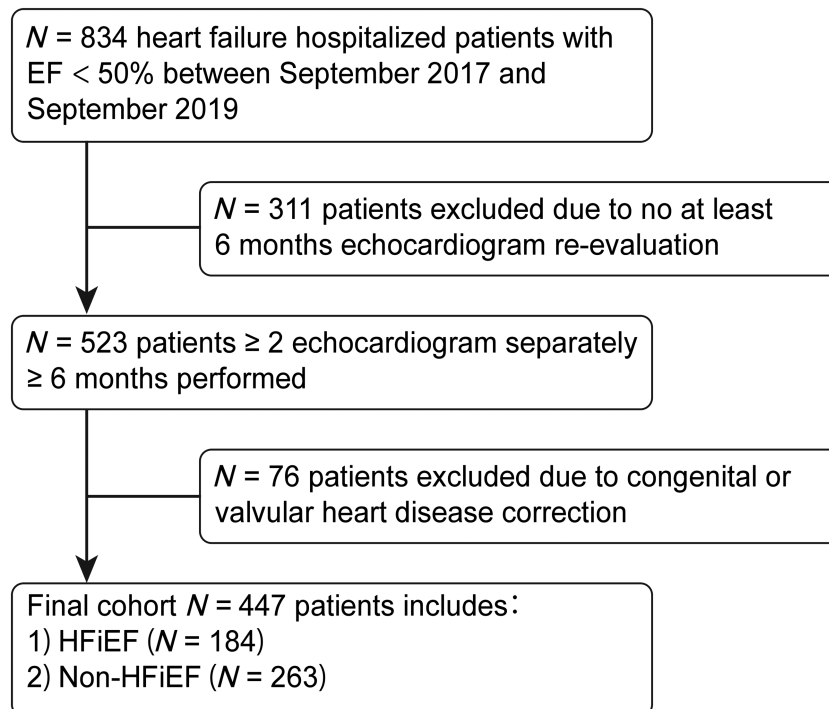 N = 834 heart failure hospitalized patients with
EF < 50% between September 2017 and
September 2019
N = 311 patients excluded due to no at least
6 months echocardiogram re-evaluation
N = 523 patients ≥ 2 echocardiogram separately
≥ 6 months performed
N = 76 patients excluded due to congenital or
valvular heart disease correction
Final cohort N = 447 patients includes:
1) HFiEF (N = 184)
2) Non-HFiEF (N = 263)